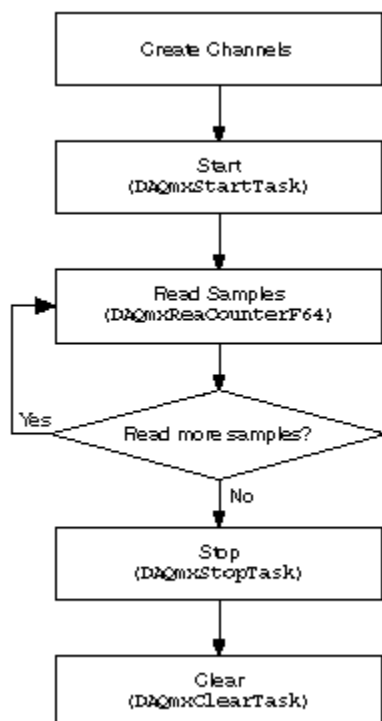 Create Channels
Start
(DAQmxStartTask)
Read Samples
(DAQmxReaCounterF64)
Yes
Read more samples?
No
Stop
(DAQmxStopTask)
Clear
(DAQmxClearTask)